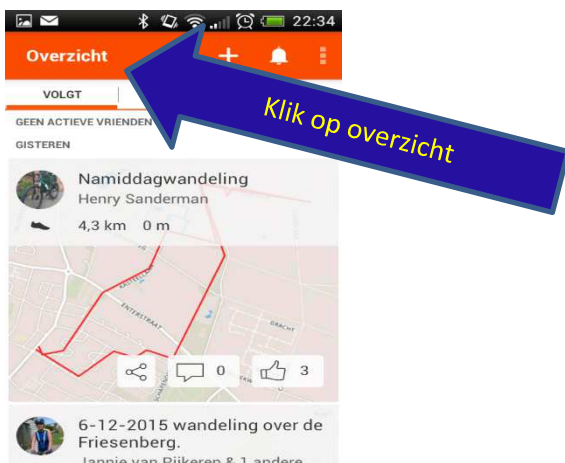 22:34
Overzicht
Klik op overzicht
VOLGT
GEEN ACTIEVE VRIENDEN
GISTEREN
Namiddagwandeling
Henry Sanderman
4,3 km 0 m
KASTEELLAAN
ENTERSTRAAT
GRACHT
0
3
6-12-2015 wandeling over de
Friesenberg.
Jannie van Rijkeren & 1 andere